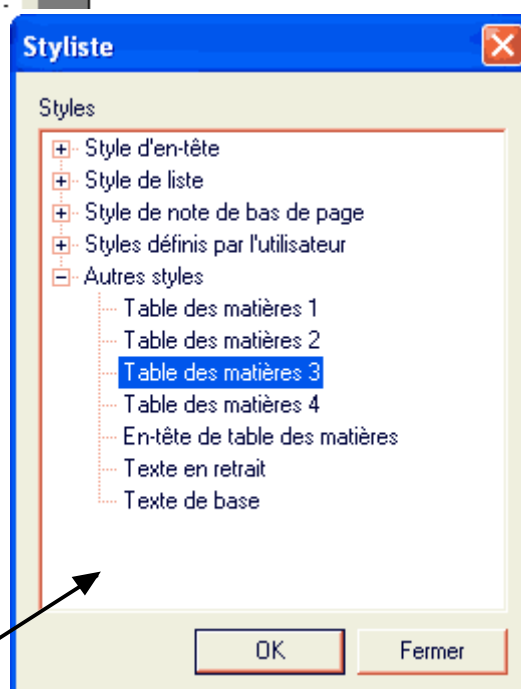 Styliste
Styles
Style d'en-tête
Style de liste
Style de note de bas de page
Styles définis par l'utilisateur
Autres styles
Table des matières 1
Table des matières 2
Table des matières 3
Table des matières 4
En-tête de table des matières
Texte en retrait
Texte de base
OK
Fermer